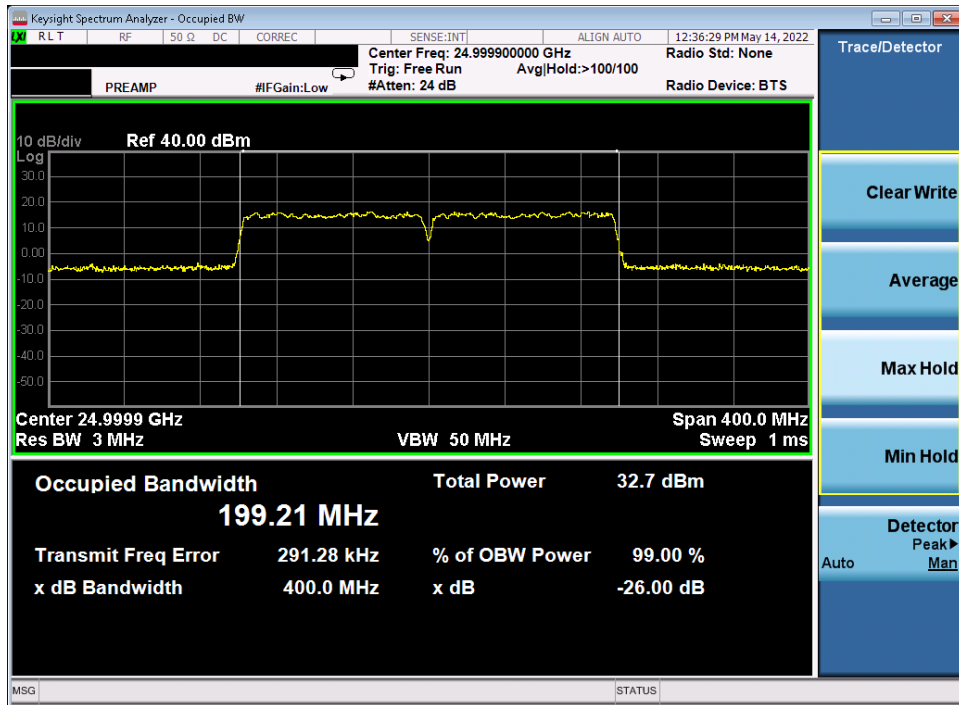 Keysight Spectrum Analyzer - Occupied BW
LXI RLT RF 50 Ω DC CORREC SENSE:INT ALIGN AUTO 12:36:29 PM May 14, 2022
Center Freq: 24.999900000 GHz Radio Std: None
Trig: Free Run Avg|Hold:>100/100
PREAMP #IFGain:Low #Atten: 24 dB Radio Device: BTS
10 dB/div Ref 40.00 dBm
Log
30.0
20.0
10.0
0.00
-10.0
-20.0
-30.0
-40.0
-50.0
Center 24.9999 GHz Span 400.0 MHz
Res BW 3 MHz VBW 50 MHz Sweep 1 ms
Occupied Bandwidth Total Power 32.7 dBm
199.21 MHz
Transmit Freq Error 291.28 kHz % of OBW Power 99.00 %
x dB Bandwidth 400.0 MHz x dB -26.00 dB
MSG STATUS
Trace/Detector
Clear Write
Average
Max Hold
Min Hold
Detector
Peak▶
Auto Man